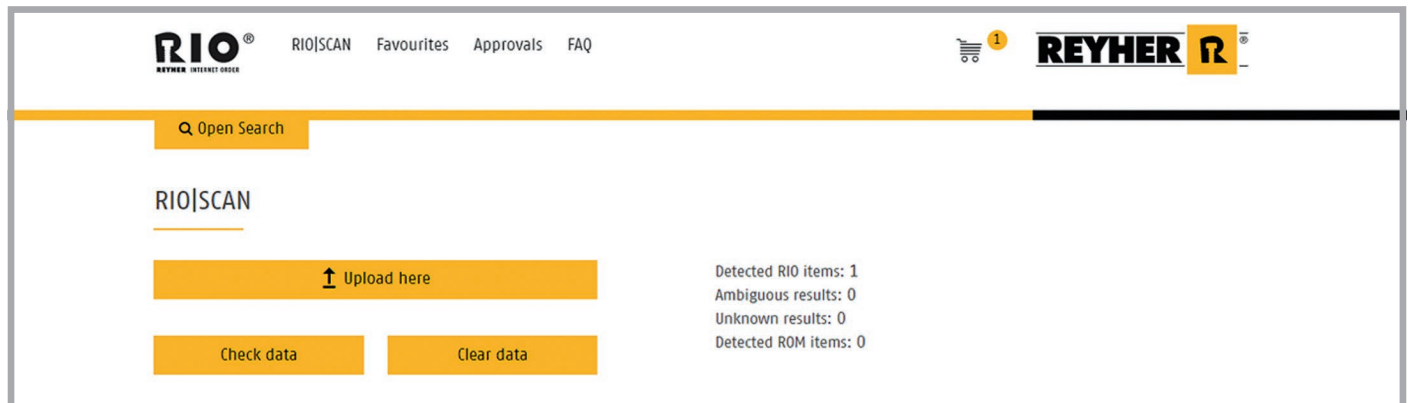 RIO®
REYHER INTERNET ORDER
RIO|SCAN Favourites Approvals FAQ
1
REYHER R ®
Open Search
RIO|SCAN
Upload here
Check data
Clear data
Detected RIO items: 1
Ambiguous results: 0
Unknown results: 0
Detected ROM items: 0